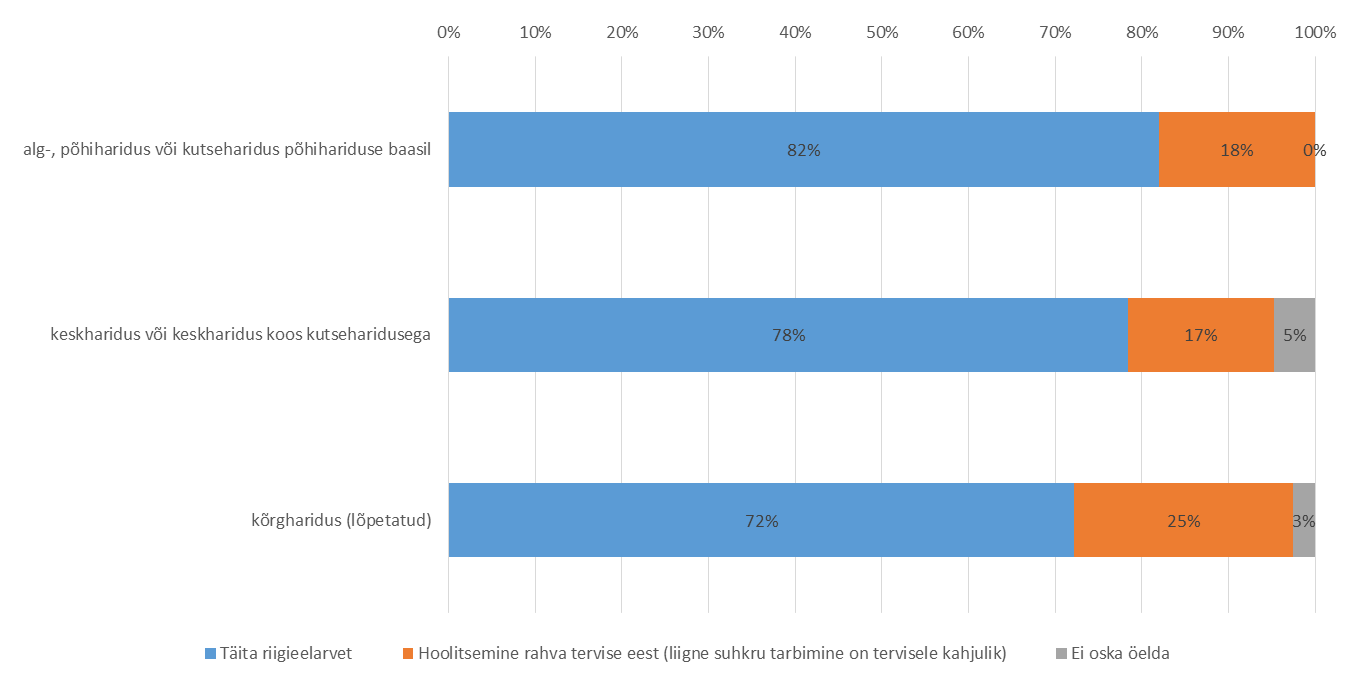 0% 10% 20% 30% 40% 50% 60% 70% 80% 90% 100%
alg-, põhiharidus või kutseharidus põhihariduse baasil 82% 18% 0%
keskharidus või keskharidus koos kutseharidusega 78% 17% 5%
kõrgharidus (lõpetatud) 72% 25% 3%
Täita riigieelarvet Hoolitsemine rahva tervise eest (liigne suhkru tarbimine on tervisele kahjulik) Ei oska öelda